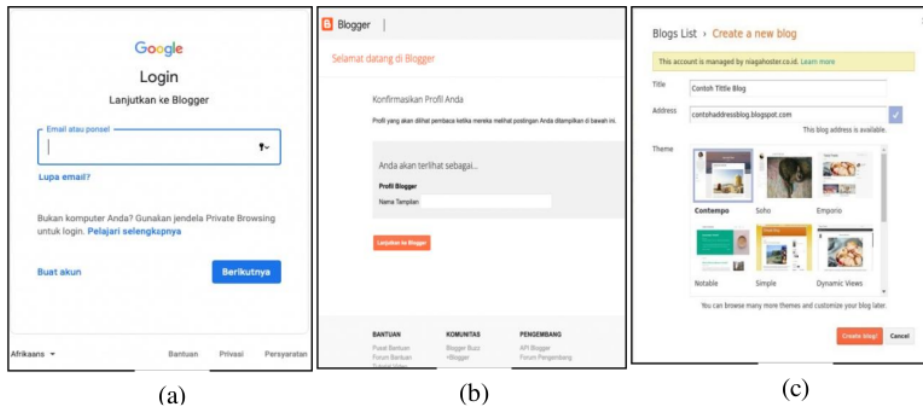 Google
Login
Lanjutkan ke Blogger
Email atau ponsel
Lupa email?
Bukan komputer Anda? Gunakan jendela Private Browsing
untuk login. Pelajari selengkapnya
Buat akun
Berikutnya
Afrikaans
Bantuan
Privasi
Persyaratan
(a)
Blogger
Selamat datang di Blogger
Konfirmasikan Profil Anda
Profil yang akan dilihat pembaca ketika mereka melihat postingan Anda ditampilkan di bawah ini.
Anda akan terlihat sebagai...
Profil Blogger
Nama Tampilan
Lanjutkan ke Blogger
BANTUAN KOMUNITAS PENGEMBANG
Pusat Bantuan Blogger Buzz API Blogger
Forum Bantuan +Blogger Forum Pengembang
Tutorial Video
(b)
Blogs List › Create a new blog
This account is managed by niagahoster.co.id. Learn more
Title Contoh Tittle Blog
Address contohaddressblog.blogspot.com
This blog address is available.
Theme
Contempo Soho Emporio
Notable Simple Dynamic Views
You can browse many more themes and customize your blog later.
Create blog! Cancel
(c)